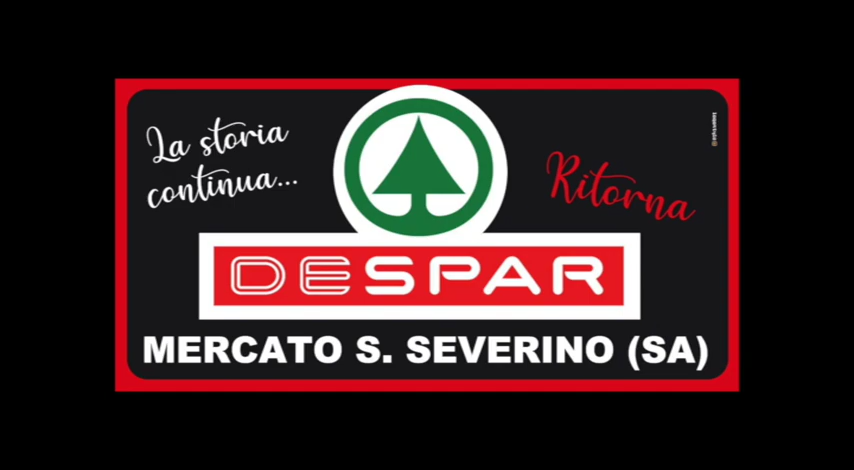 La storia
continua...
Ritorna
DESPAR
MERCATO S. SEVERINO (SA)